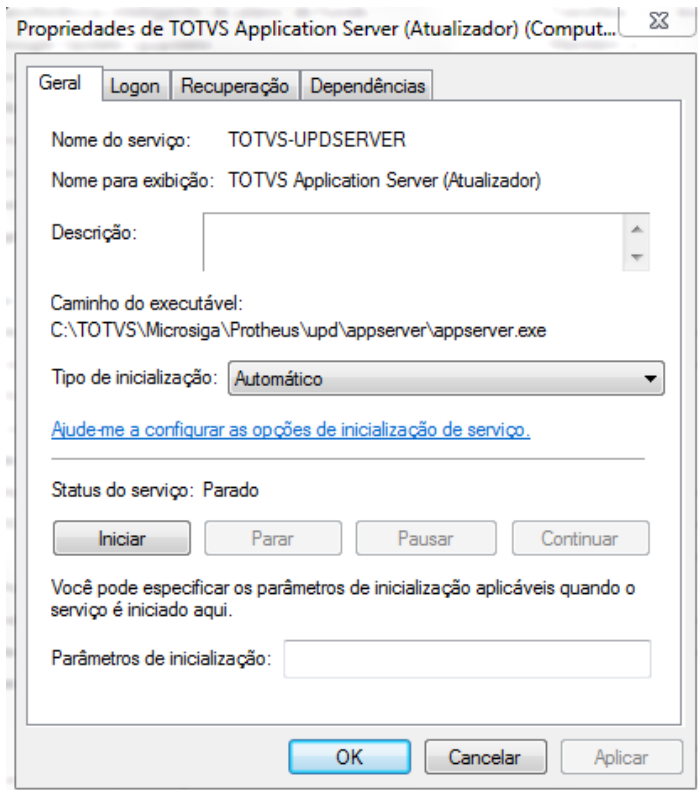 Propriedades de TOTVS Application Server (Atualizador) (Comput...
Geral Logon Recuperação Dependências
Nome do serviço: TOTVS-UPDSERVER
Nome para exibição: TOTVS Application Server (Atualizador)
Descrição:
Caminho do executável:
C:\TOTVS\Microsiga\Protheus\upd\appserver\appserver.exe
Tipo de inicialização: Automático
Ajude-me a configurar as opções de inicialização de serviço.
Status do serviço: Parado
Iniciar Parar Pausar Continuar
Você pode especificar os parâmetros de inicialização aplicáveis quando o
serviço é iniciado aqui.
Parâmetros de inicialização:
OK Cancelar Aplicar